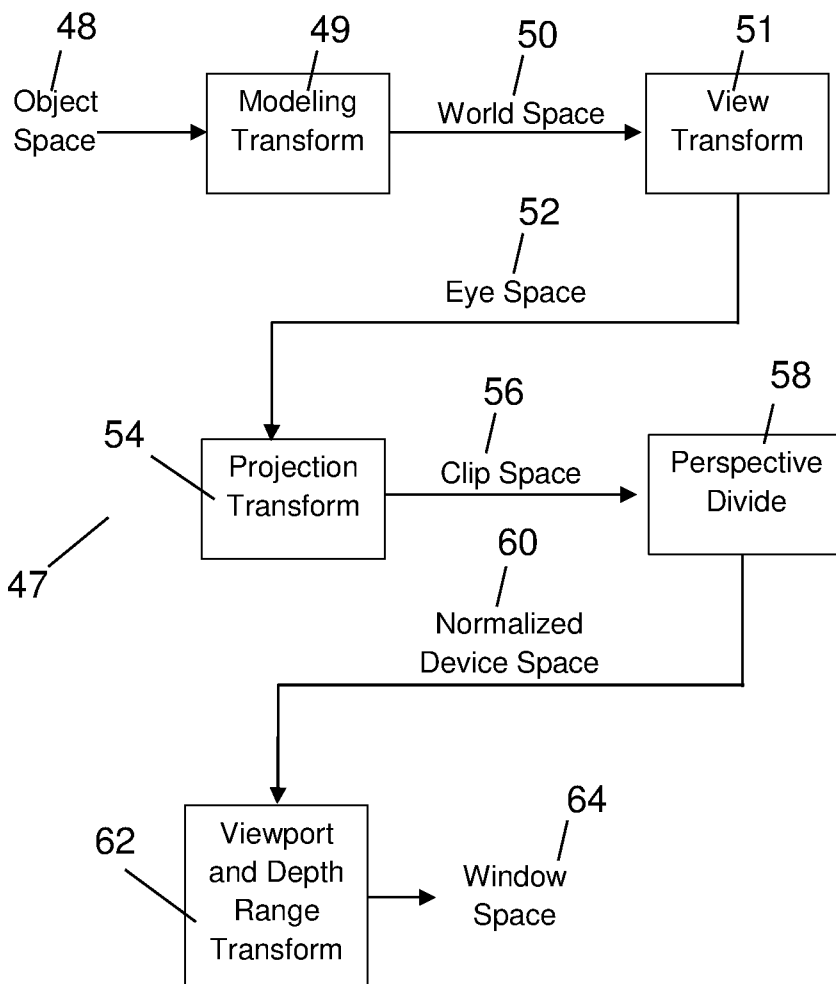 48
49
50
51
Object
Space
Modeling
Transform
World Space
View
Transform
52
Eye Space
54
Projection
Transform
56
Clip Space
58
Perspective
Divide
47
60
Normalized
Device Space
62
Viewport
and Depth
Range
Transform
64
Window
Space